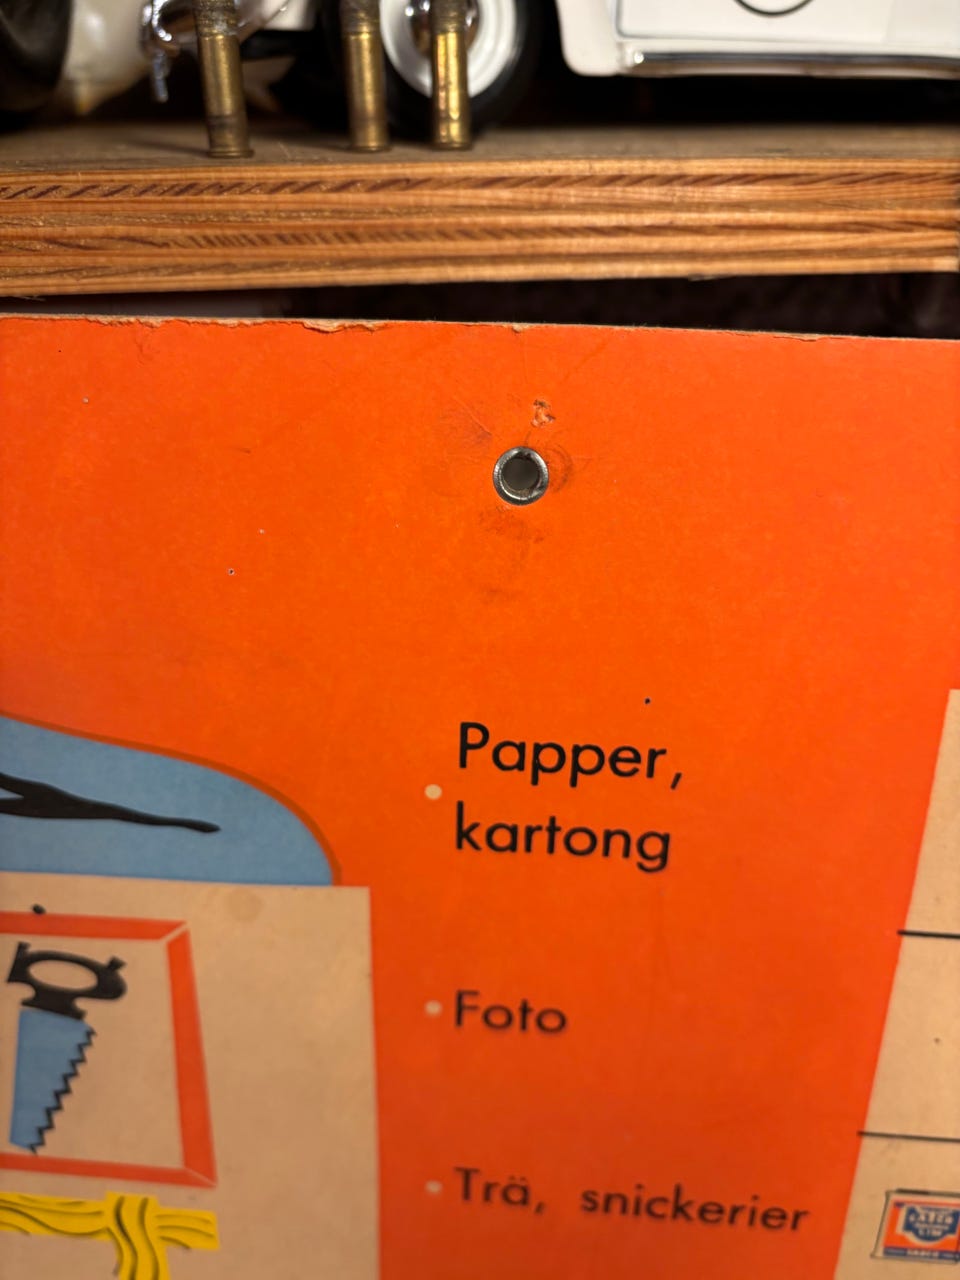 Papper,
kartong
Foto
Trä, snickerier